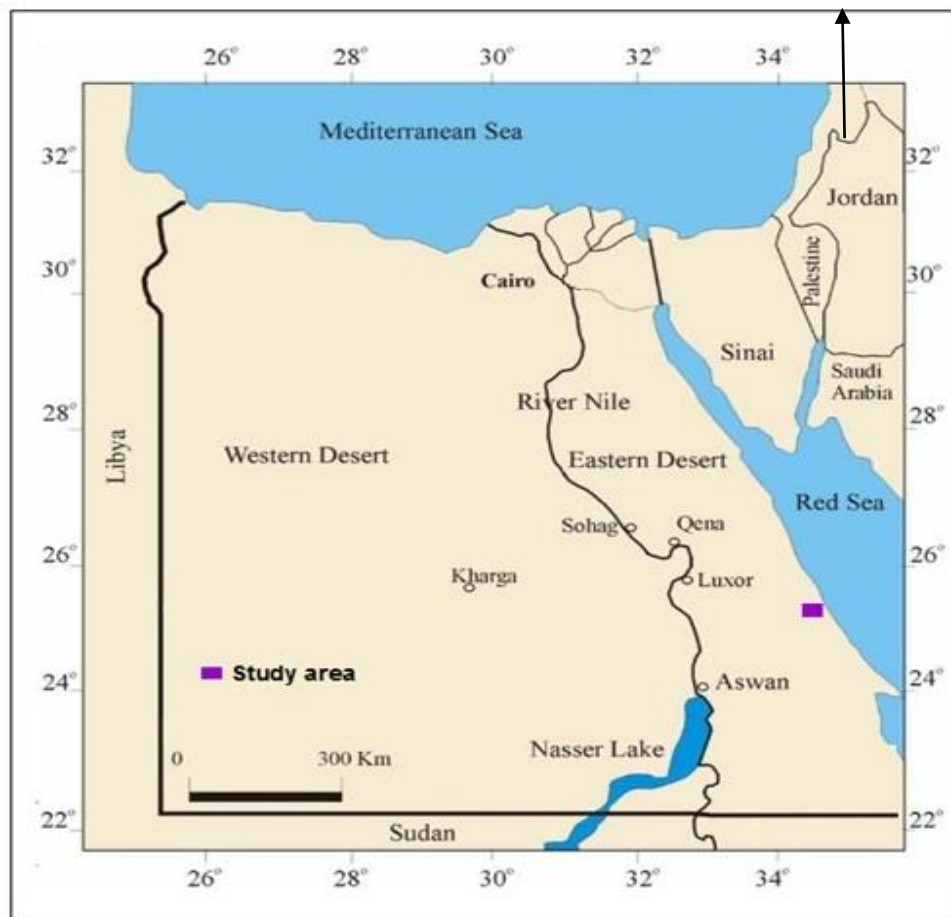 26° 28° 30° 32° 34°
Mediterranean Sea
32° 32°
Jordan
Palestine
30° 30°
Cairo
Sinai
Saudi
Arabia
River Nile
28° 28°
Libya
Western Desert
Eastern Desert
Red Sea
Sohag Qena
26° 26°
Kharga
Luxor
Study area
24° 24°
Aswan
Nasser Lake
0 300 Km
22° 22°
Sudan
26° 28° 30° 32° 34°